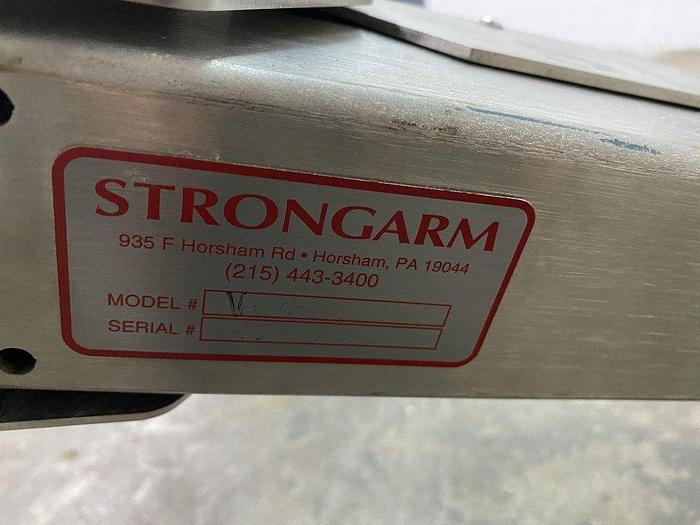 STRONGARM
935 F Horsham Rd • Horsham, PA 19044
(215) 443-3400
MODEL # V
SERIAL #